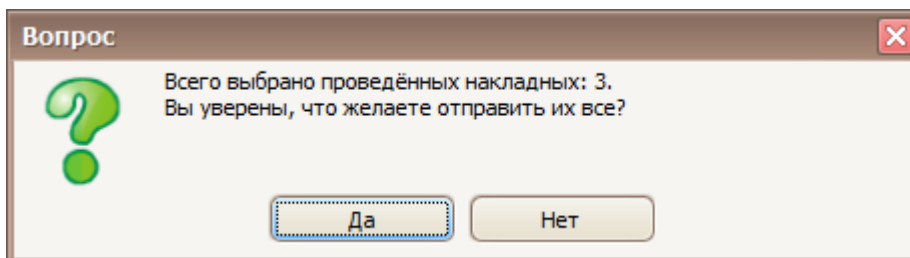 Вопрос
Всего выбрано проведённых накладных: 3.
Вы уверены, что желаете отправить их все?
Да Нет